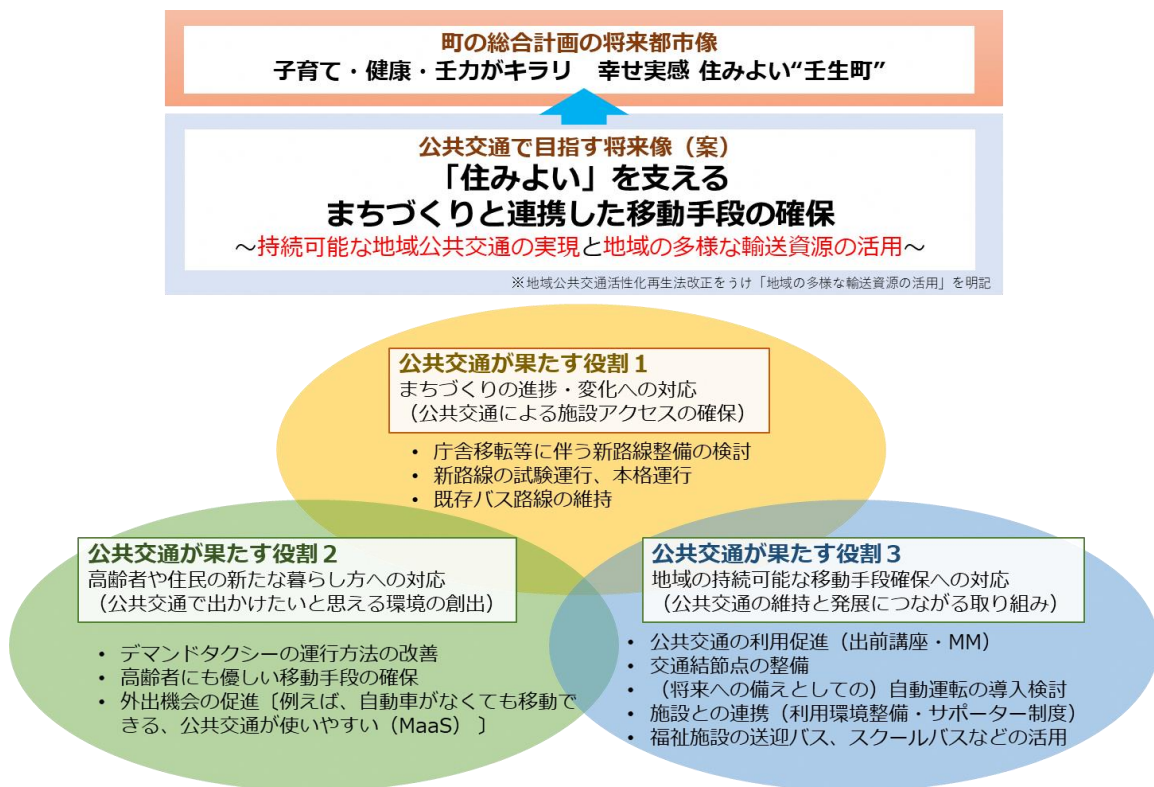 町の総合計画の将来都市像
子育て・健康・壬力がキラリ　幸せ実感 住みよい“壬生町”
公共交通で目指す将来像（案）
「住みよい」を支える
まちづくりと連携した移動手段の確保
～持続可能な地域公共交通の実現と地域の多様な輸送資源の活用～
※地域公共交通活性化再生法改正をうけ「地域の多様な輸送資源の活用」を明記
公共交通が果たす役割１
まちづくりの進捗・変化への対応
（公共交通による施設アクセスの確保）
• 庁舎移転等に伴う新路線整備の検討
• 新路線の試験運行、本格運行
• 既存バス路線の維持
公共交通が果たす役割２
高齢者や住民の新たな暮らし方への対応
（公共交通で出かけたいと思える環境の創出）
• デマンドタクシーの運行方法の改善
• 高齢者にも優しい移動手段の確保
• 外出機会の促進〔例えば、自動車がなくても移動で
きる、公共交通が使いやすい（MaaS）〕
公共交通が果たす役割３
地域の持続可能な移動手段確保への対応
（公共交通の維持と発展につながる取り組み）
• 公共交通の利用促進（出前講座・MM）
• 交通結節点の整備
• （将来への備えとしての）自動運転の導入検討
• 施設との連携（利用環境整備・サポーター制度）
• 福祉施設の送迎バス、スクールバスなどの活用